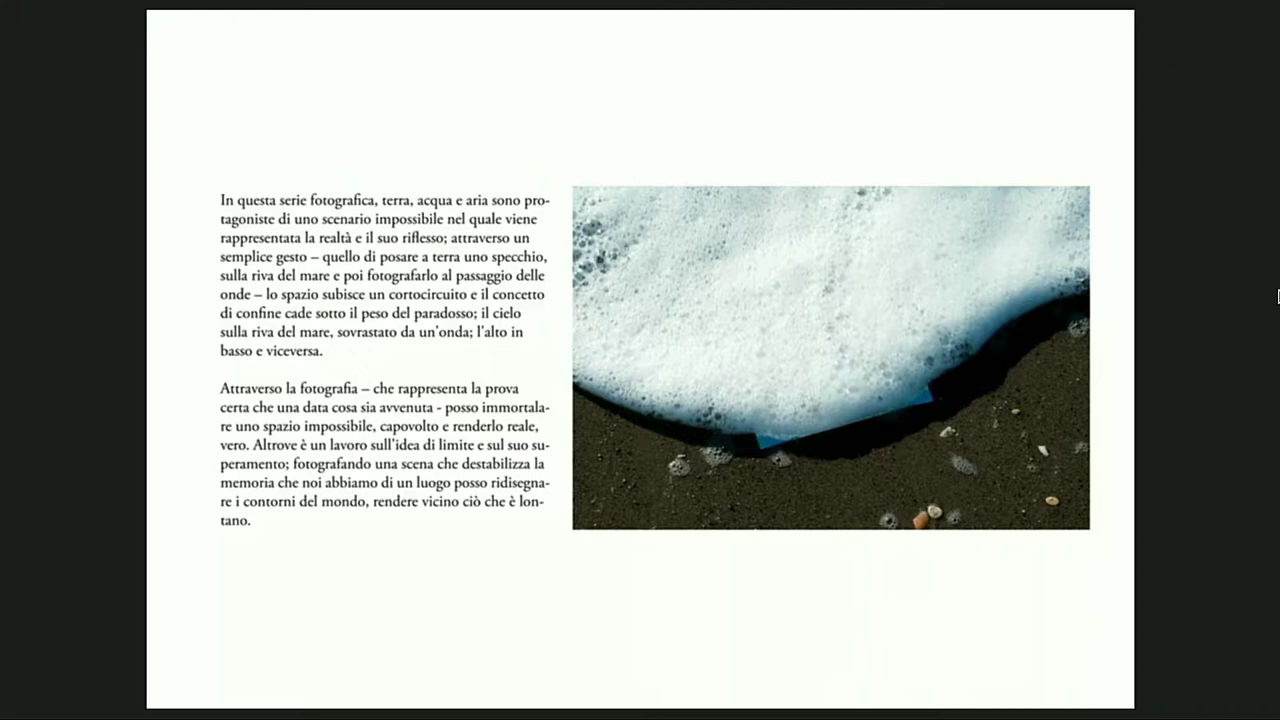 In questa serie fotografica, terra, acqua e aria sono pro-
tagoniste di uno scenario impossibile nel quale viene
rappresentata la realtà e il suo riflesso; attraverso un
semplice gesto – quello di posare a terra uno specchio,
sulla riva del mare e poi fotografarlo al passaggio delle
onde – lo spazio subisce un cortocircuito e il concetto
di confine cade sotto il peso del paradosso; il cielo
sulla riva del mare, sovrastato da un'onda; l'alto in
basso e viceversa.

Attraverso la fotografia – che rappresenta la prova
certa che una data cosa sia avvenuta - posso immortala-
re uno spazio impossibile, capovolto e renderlo reale,
vero. Altrove è un lavoro sull'idea di limite e sul suo su-
peramento; fotografando una scena che destabilizza la
memoria che noi abbiamo di un luogo posso ridisegna-
re i contorni del mondo, rendere vicino ciò che è lon-
tano.